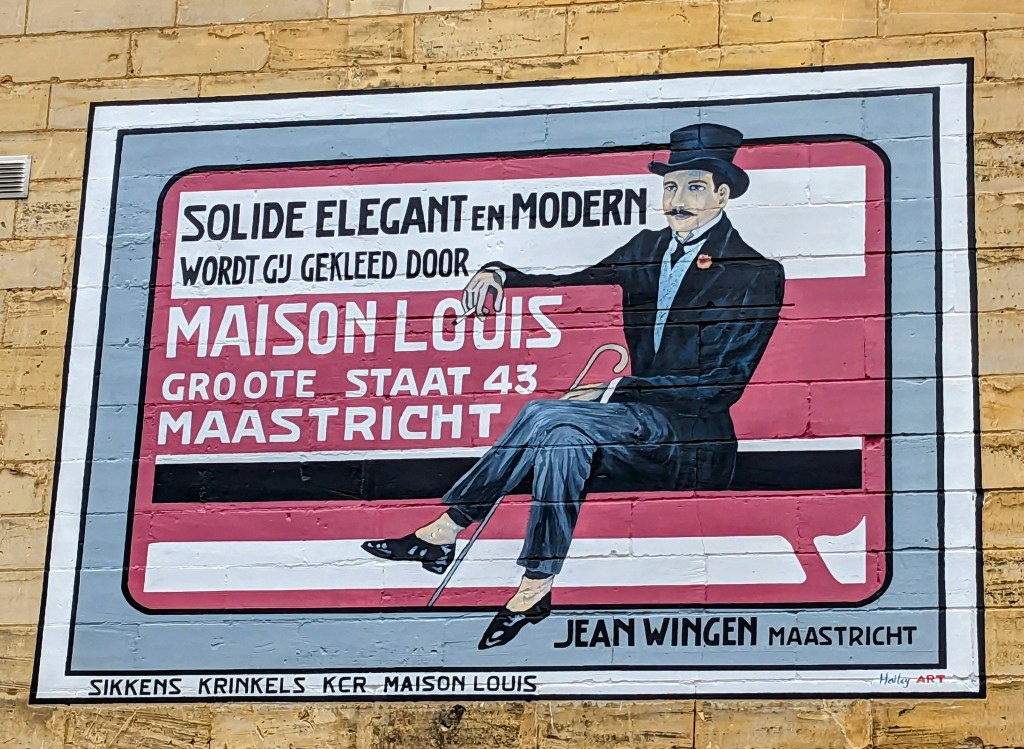 SOLIDE ELEGANT EN MODERN
WORDT GIJ GEKLEED DOOR
MAISON LOUIS
GROOTE STAAT 43
MAASTRICHT
JEAN WINGEN MAASTRICHT
SIKKENS KRINKELS KCR MAISON LOUIS
ART